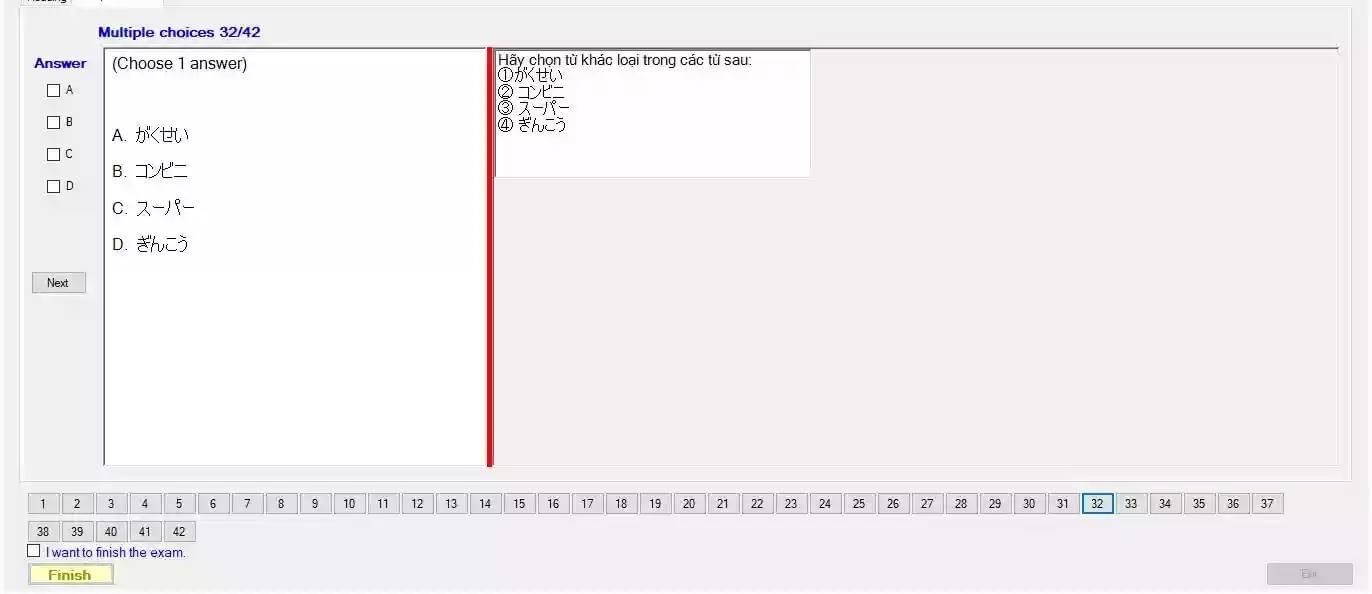 Multiple choices 32/42
Answer
(Choose 1 answer)
A
B
C
D
A. がくせい
B. コンビニ
C. スーパー
D. ぎんこう
Next
Hãy chọn từ khác loại trong các từ sau:
①がくせい
② コンビニ
③ スーパー
④ ぎんこう
1 2 3 4 5 6 7 8 9 10 11 12 13 14 15 16 17 18 19 20 21 22 23 24 25 26 27 28 29 30 31 32 33 34 35 36 37
38 39 40 41 42
I want to finish the exam.
Finish
Exit